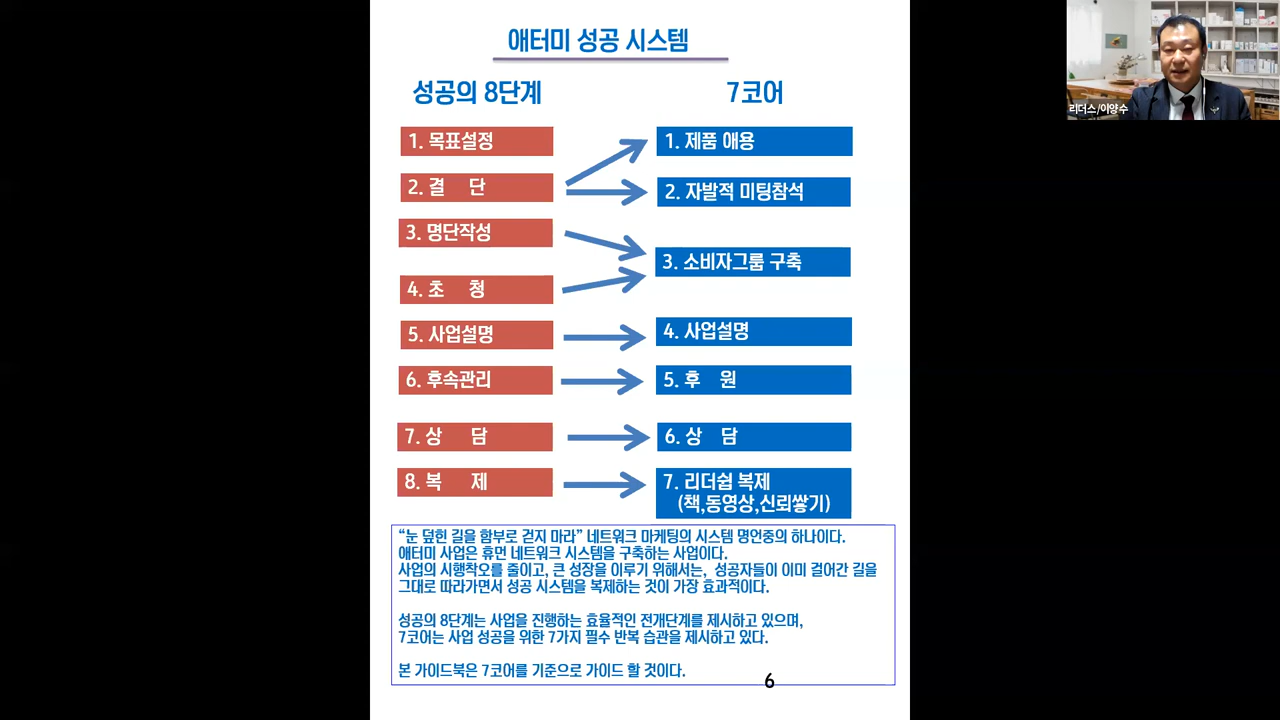 애터미 성공 시스템
성공의 8단계
7코어
1. 목표설정
2. 결 단
3. 명단작성
4. 초 청
5. 사업설명
6. 후속관리
7. 상 담
8. 복 제
1. 제품 애용
2. 자발적 미팅참석
3. 소비자그룹 구축
4. 사업설명
5. 후 원
6. 상 담
7. 리더쉽 복제
(책,동영상,신뢰쌓기)
“눈 덮힌 길을 함부로 걷지 마라” 네트워크 마케팅의 시스템 명언중의 하나이다.
애터미 사업은 휴먼 네트워크 시스템을 구축하는 사업이다.
사업의 시행착오를 줄이고, 큰 성장을 이루기 위해서는, 성공자들이 이미 걸어간 길을
그대로 따라가면서 성공 시스템을 복제하는 것이 가장 효과적이다.
성공의 8단계는 사업을 진행하는 효율적인 전개단계를 제시하고 있으며,
7코어는 사업 성공을 위한 7가지 필수 반복 습관을 제시하고 있다.
본 가이드북은 7코어를 기준으로 가이드 할 것이다.
6
리더스/이양수